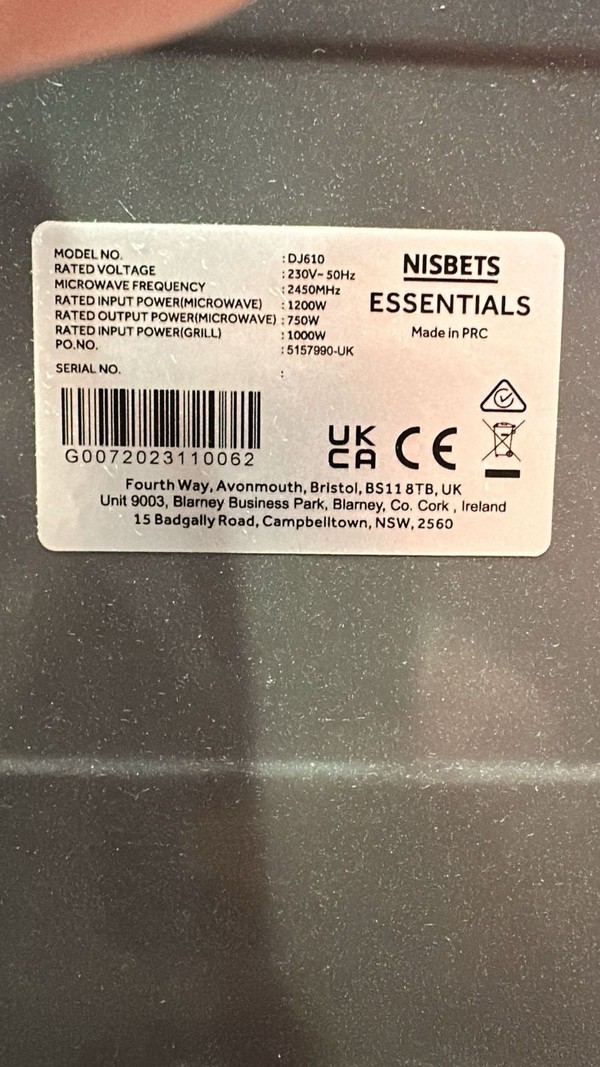 MODEL NO. : DJ610
RATED VOLTAGE : 230V~ 50Hz
MICROWAVE FREQUENCY : 2450MHz
RATED INPUT POWER(MICROWAVE) : 1200W
RATED OUTPUT POWER(MICROWAVE) : 750W
RATED INPUT POWER(GRILL) : 1000W
PO.NO. : 5157990-UK
SERIAL NO. :
NISBETS
ESSENTIALS
Made in PRC
G0072023110062
UK
CA
CE
Fourth Way, Avonmouth, Bristol, BS11 8TB, UK
Unit 9003, Blarney Business Park, Blarney, Co. Cork , Ireland
15 Badgally Road, Campbelltown, NSW, 2560